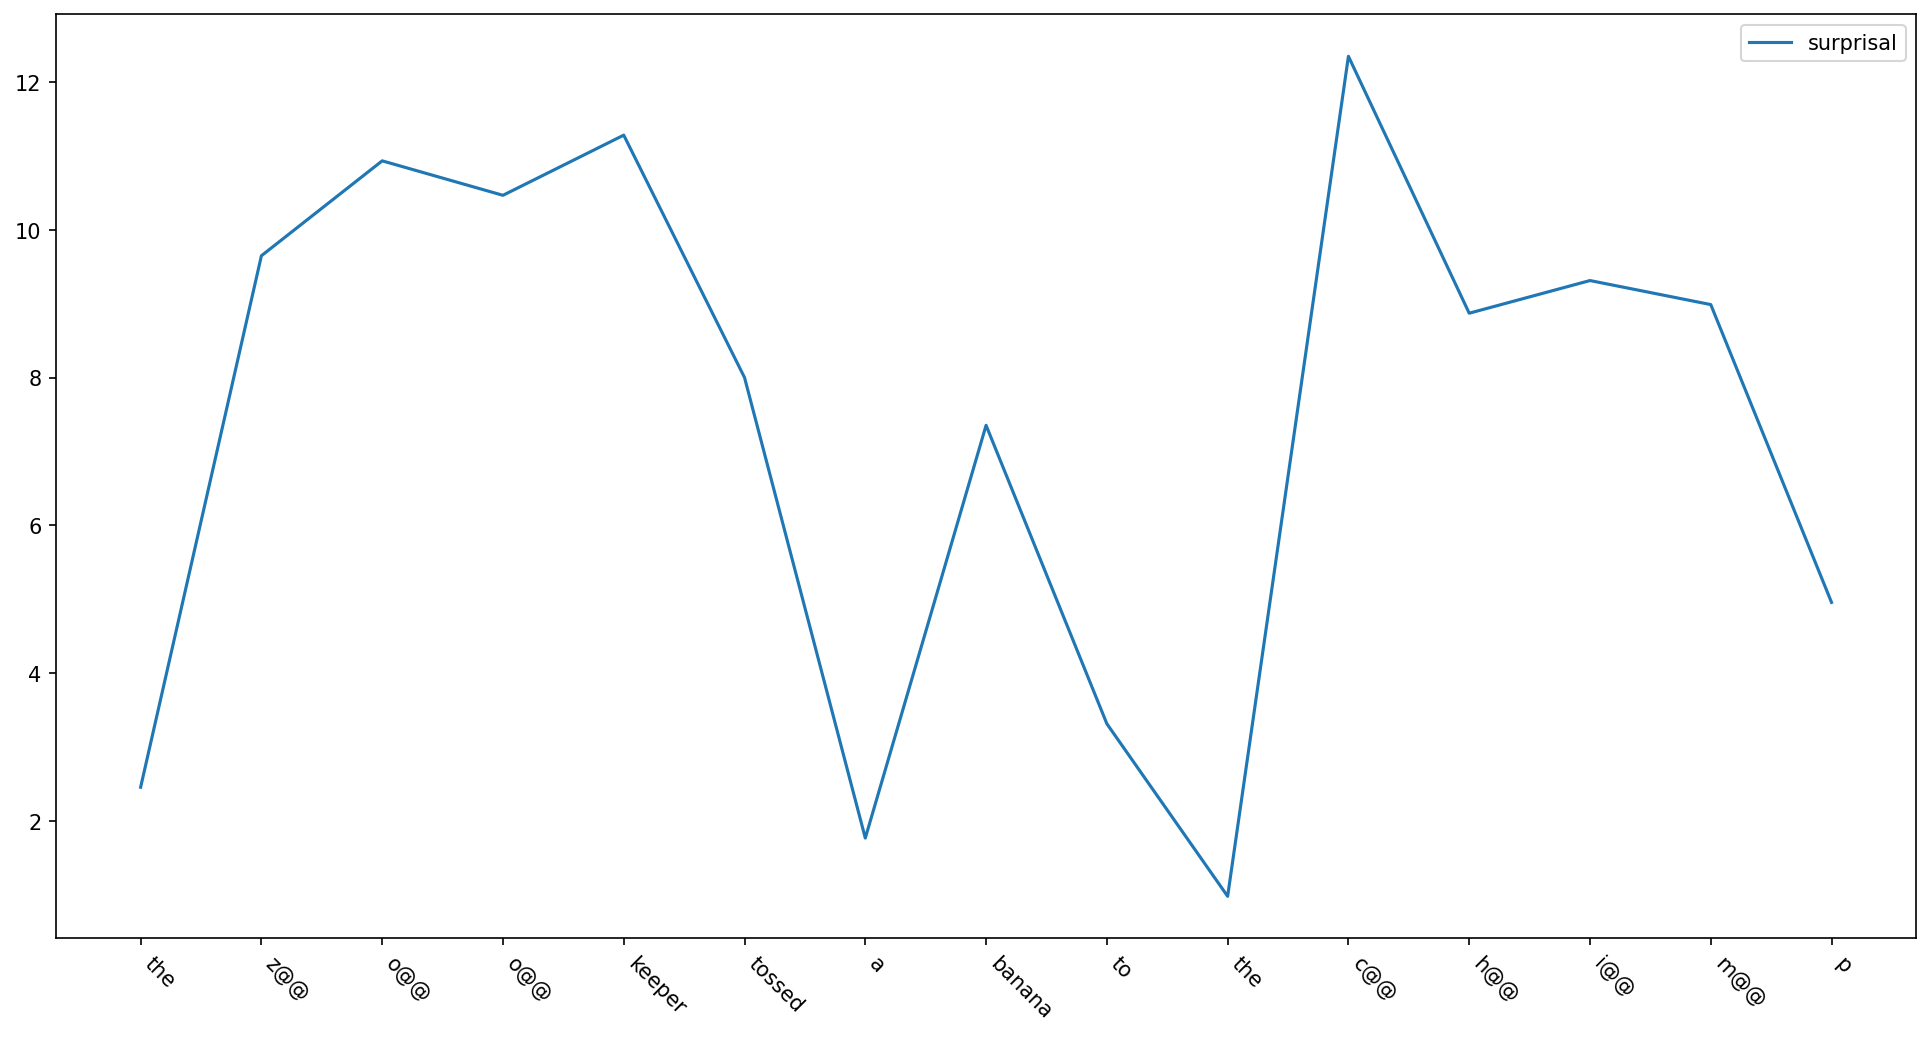 surprisal
12
10
8
6
4
2
the
z@@
o@@
o@@
keeper
tossed
a
banana
to
the
c@@
h@@
i@@
m@@
p